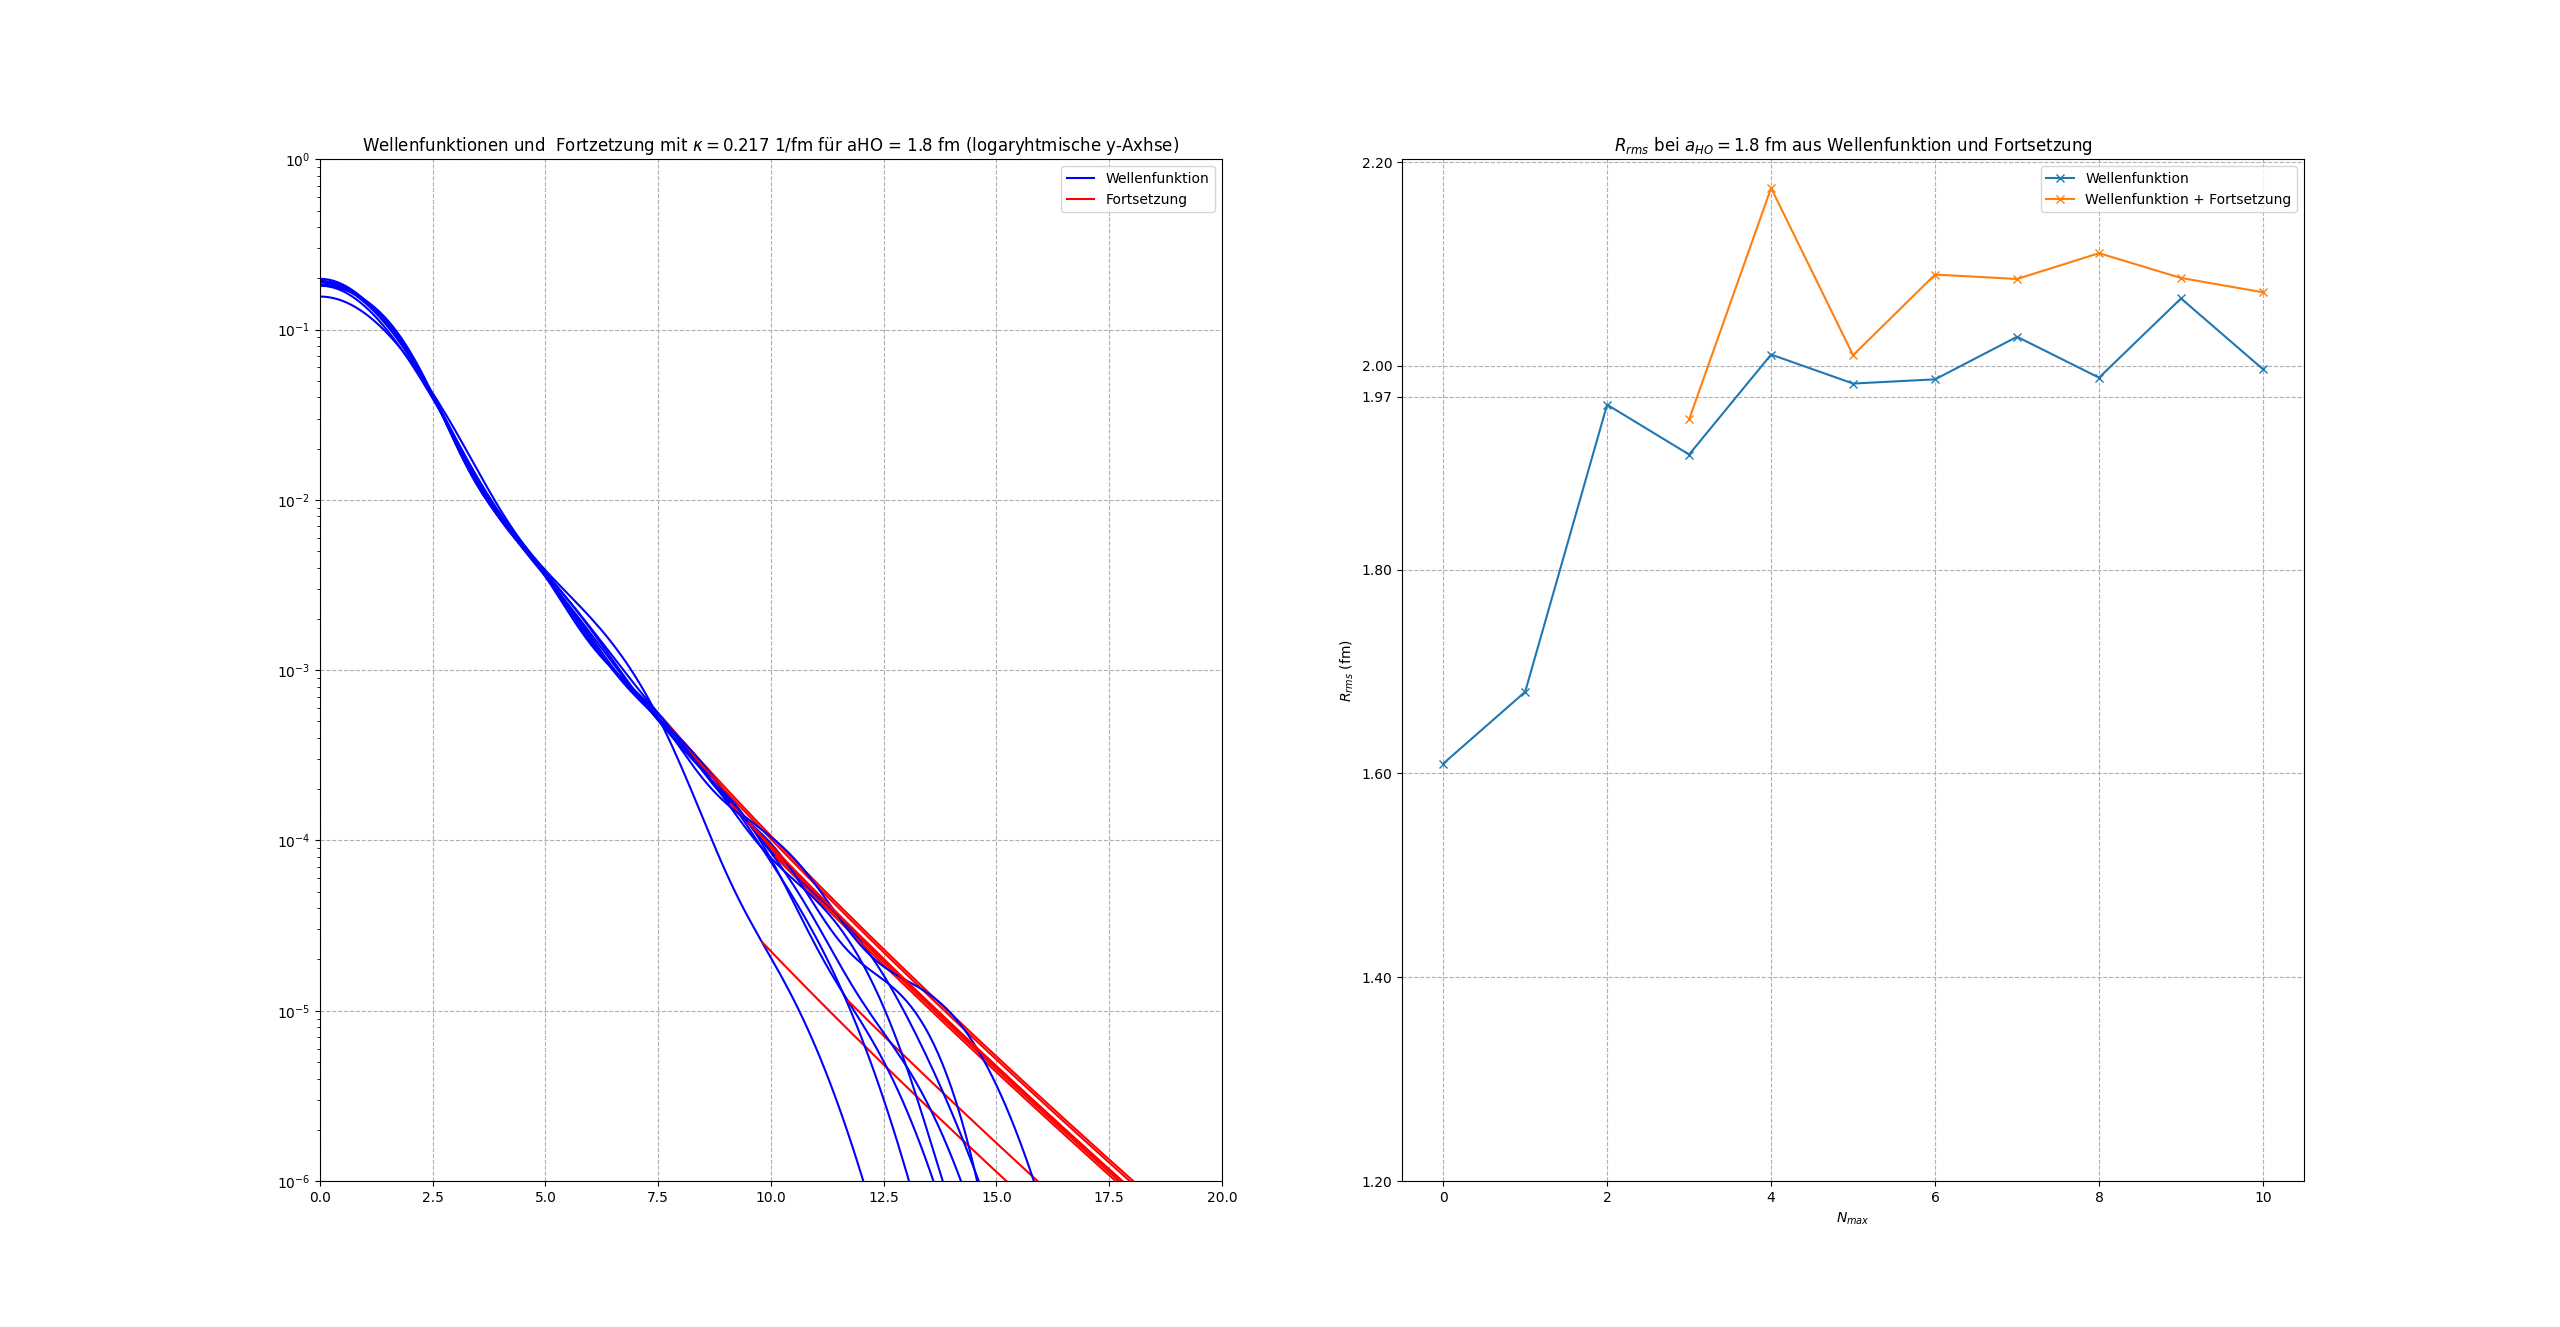 Wellenfunktionen und  Fortzetzung mit κ = 0.217 1/fm für aHO = 1.8 fm (logaryhtmische y-Axhse)
Wellenfunktion
Fortsetzung
10⁰
10⁻¹
10⁻²
10⁻³
10⁻⁴
10⁻⁵
10⁻⁶
0.0 2.5 5.0 7.5 10.0 12.5 15.0 17.5 20.0
R_rms bei a_HO = 1.8 fm aus Wellenfunktion und Fortsetzung
Wellenfunktion
Wellenfunktion + Fortsetzung
2.20
2.00
1.97
1.80
1.60
1.40
1.20
R_rms (fm)
0 2 4 6 8 10
N_max